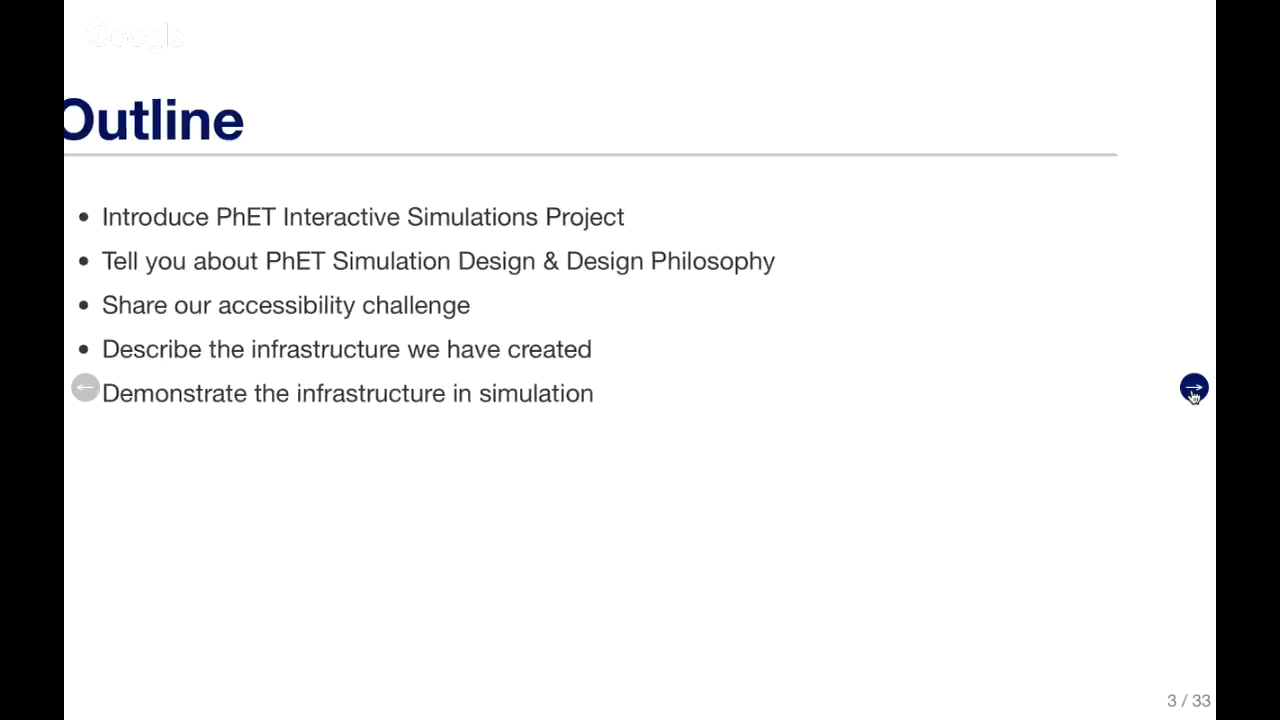 Google
Outline
• Introduce PhET Interactive Simulations Project
• Tell you about PhET Simulation Design & Design Philosophy
• Share our accessibility challenge
• Describe the infrastructure we have created
Demonstrate the infrastructure in simulation
3 / 33